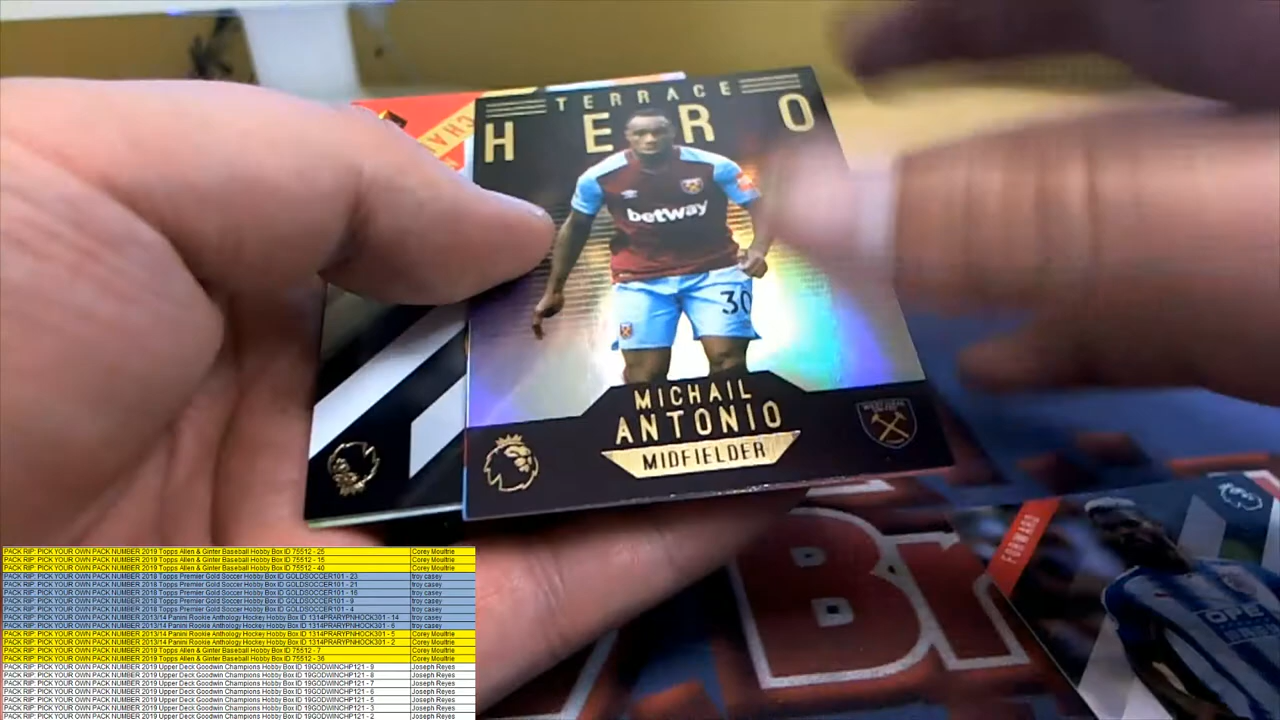 TERRACE
HERO
betway
30
MICHAIL
ANTONIO
MIDFIELDER
FORWARD
OPEL
PACK RIP: PICK YOUR OWN PACK NUMBER 2019 Topps Allen & Ginter Baseball Hobby Box ID 75512 - 25 Corey Moultrie
PACK RIP: PICK YOUR OWN PACK NUMBER 2019 Topps Allen & Ginter Baseball Hobby Box ID 75512 - 15 Corey Moultrie
PACK RIP: PICK YOUR OWN PACK NUMBER 2019 Topps Allen & Ginter Baseball Hobby Box ID 75512 - 40 Corey Moultrie
PACK RIP: PICK YOUR OWN PACK NUMBER 2018 Topps Premier Gold Soccer Hobby Box ID GOLDSOCCER101 - 23 troy casey
PACK RIP: PICK YOUR OWN PACK NUMBER 2018 Topps Premier Gold Soccer Hobby Box ID GOLDSOCCER101 - 21 troy casey
PACK RIP: PICK YOUR OWN PACK NUMBER 2018 Topps Premier Gold Soccer Hobby Box ID GOLDSOCCER101 - 16 troy casey
PACK RIP: PICK YOUR OWN PACK NUMBER 2018 Topps Premier Gold Soccer Hobby Box ID GOLDSOCCER101 - 9 troy casey
PACK RIP: PICK YOUR OWN PACK NUMBER 2018 Topps Premier Gold Soccer Hobby Box ID GOLDSOCCER101 - 4 troy casey
PACK RIP: PICK YOUR OWN PACK NUMBER 2013/14 Panini Rookie Anthology Hockey Hobby Box ID 1314PRARYPNHOCK301 - 14 troy casey
PACK RIP: PICK YOUR OWN PACK NUMBER 2013/14 Panini Rookie Anthology Hockey Hobby Box ID 1314PRARYPNHOCK301 - 6 troy casey
PACK RIP: PICK YOUR OWN PACK NUMBER 2013/14 Panini Rookie Anthology Hockey Hobby Box ID 1314PRARYPNHOCK301 - 5 Corey Moultrie
PACK RIP: PICK YOUR OWN PACK NUMBER 2013/14 Panini Rookie Anthology Hockey Hobby Box ID 1314PRARYPNHOCK301 - 2 Corey Moultrie
PACK RIP: PICK YOUR OWN PACK NUMBER 2019 Topps Allen & Ginter Baseball Hobby Box ID 75512 - 7 Corey Moultrie
PACK RIP: PICK YOUR OWN PACK NUMBER 2019 Topps Allen & Ginter Baseball Hobby Box ID 75512 - 36 Corey Moultrie
PACK RIP: PICK YOUR OWN PACK NUMBER 2019 Upper Deck Goodwin Champions Hobby Box ID 19GODWINCHP121 - 9 Joseph Reyes
PACK RIP: PICK YOUR OWN PACK NUMBER 2019 Upper Deck Goodwin Champions Hobby Box ID 19GODWINCHP121 - 8 Joseph Reyes
PACK RIP: PICK YOUR OWN PACK NUMBER 2019 Upper Deck Goodwin Champions Hobby Box ID 19GODWINCHP121 - 7 Joseph Reyes
PACK RIP: PICK YOUR OWN PACK NUMBER 2019 Upper Deck Goodwin Champions Hobby Box ID 19GODWINCHP121 - 6 Joseph Reyes
PACK RIP: PICK YOUR OWN PACK NUMBER 2019 Upper Deck Goodwin Champions Hobby Box ID 19GODWINCHP121 - 5 Joseph Reyes
PACK RIP: PICK YOUR OWN PACK NUMBER 2019 Upper Deck Goodwin Champions Hobby Box ID 19GODWINCHP121 - 3 Joseph Reyes
PACK RIP: PICK YOUR OWN PACK NUMBER 2019 Upper Deck Goodwin Champions Hobby Box ID 19GODWINCHP121 - 2 Joseph Reyes